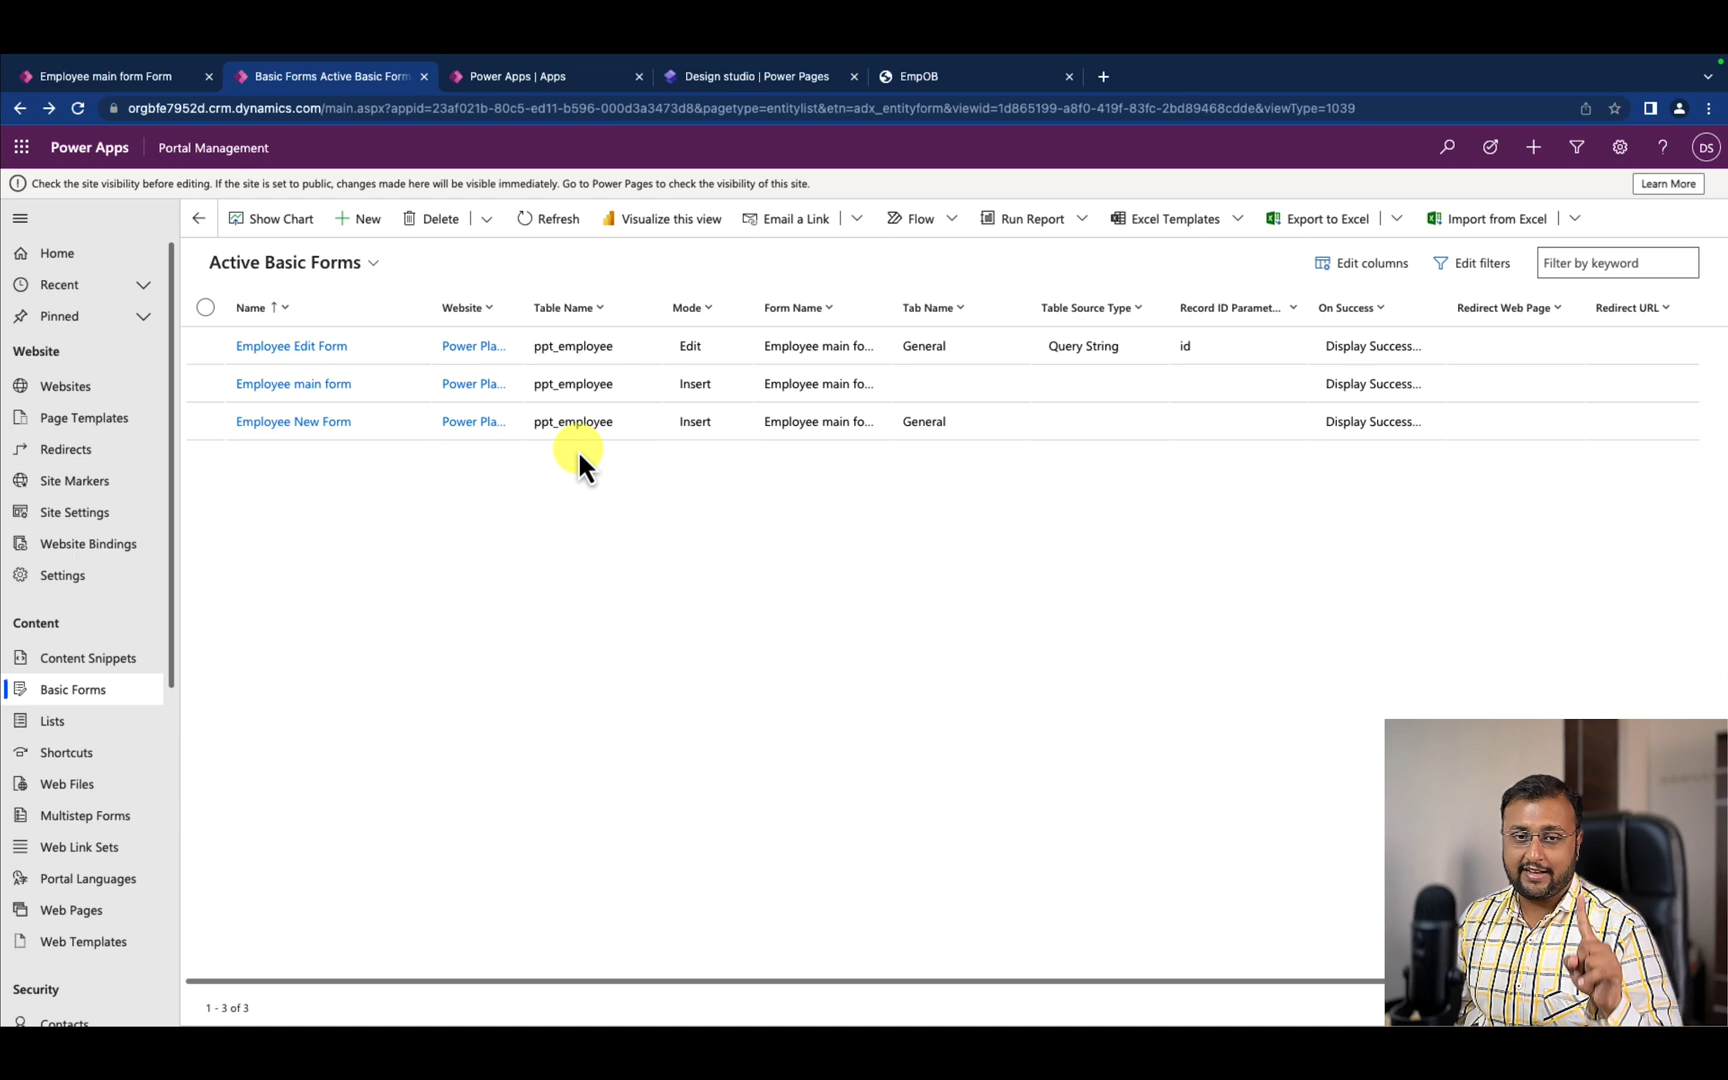 Employee main form Form
Basic Forms Active Basic Form
Power Apps | Apps
Design studio | Power Pages
EmpOB
orgbfe7952d.crm.dynamics.com/main.aspx?appid=23af021b-80c5-ed11-b596-000d3a3473d8&pagetype=entitylist&etn=adx_entityform&viewid=1d865199-a8f0-419f-83fc-2bd89468cdde&viewType=1039
Power Apps
Portal Management
DS
Check the site visibility before editing. If the site is set to public, changes made here will be visible immediately. Go to Power Pages to check the visibility of this site.
Learn More
Show Chart
New
Delete
Refresh
Visualize this view
Email a Link
Flow
Run Report
Excel Templates
Export to Excel
Import from Excel
Home
Recent
Pinned
Website
Websites
Page Templates
Redirects
Site Markers
Site Settings
Website Bindings
Settings
Content
Content Snippets
Basic Forms
Lists
Shortcuts
Web Files
Multistep Forms
Web Link Sets
Portal Languages
Web Pages
Web Templates
Security
Contacts
Active Basic Forms
Edit columns
Edit filters
Filter by keyword
Name ↑ Website Table Name Mode Form Name Tab Name Table Source Type Record ID Paramet... On Success Redirect Web Page Redirect URL
Employee Edit Form Power Pla... ppt_employee Edit Employee main fo... General Query String id Display Success...
Employee main form Power Pla... ppt_employee Insert Employee main fo... Display Success...
Employee New Form Power Pla... ppt_employee Insert Employee main fo... General Display Success...
1 - 3 of 3